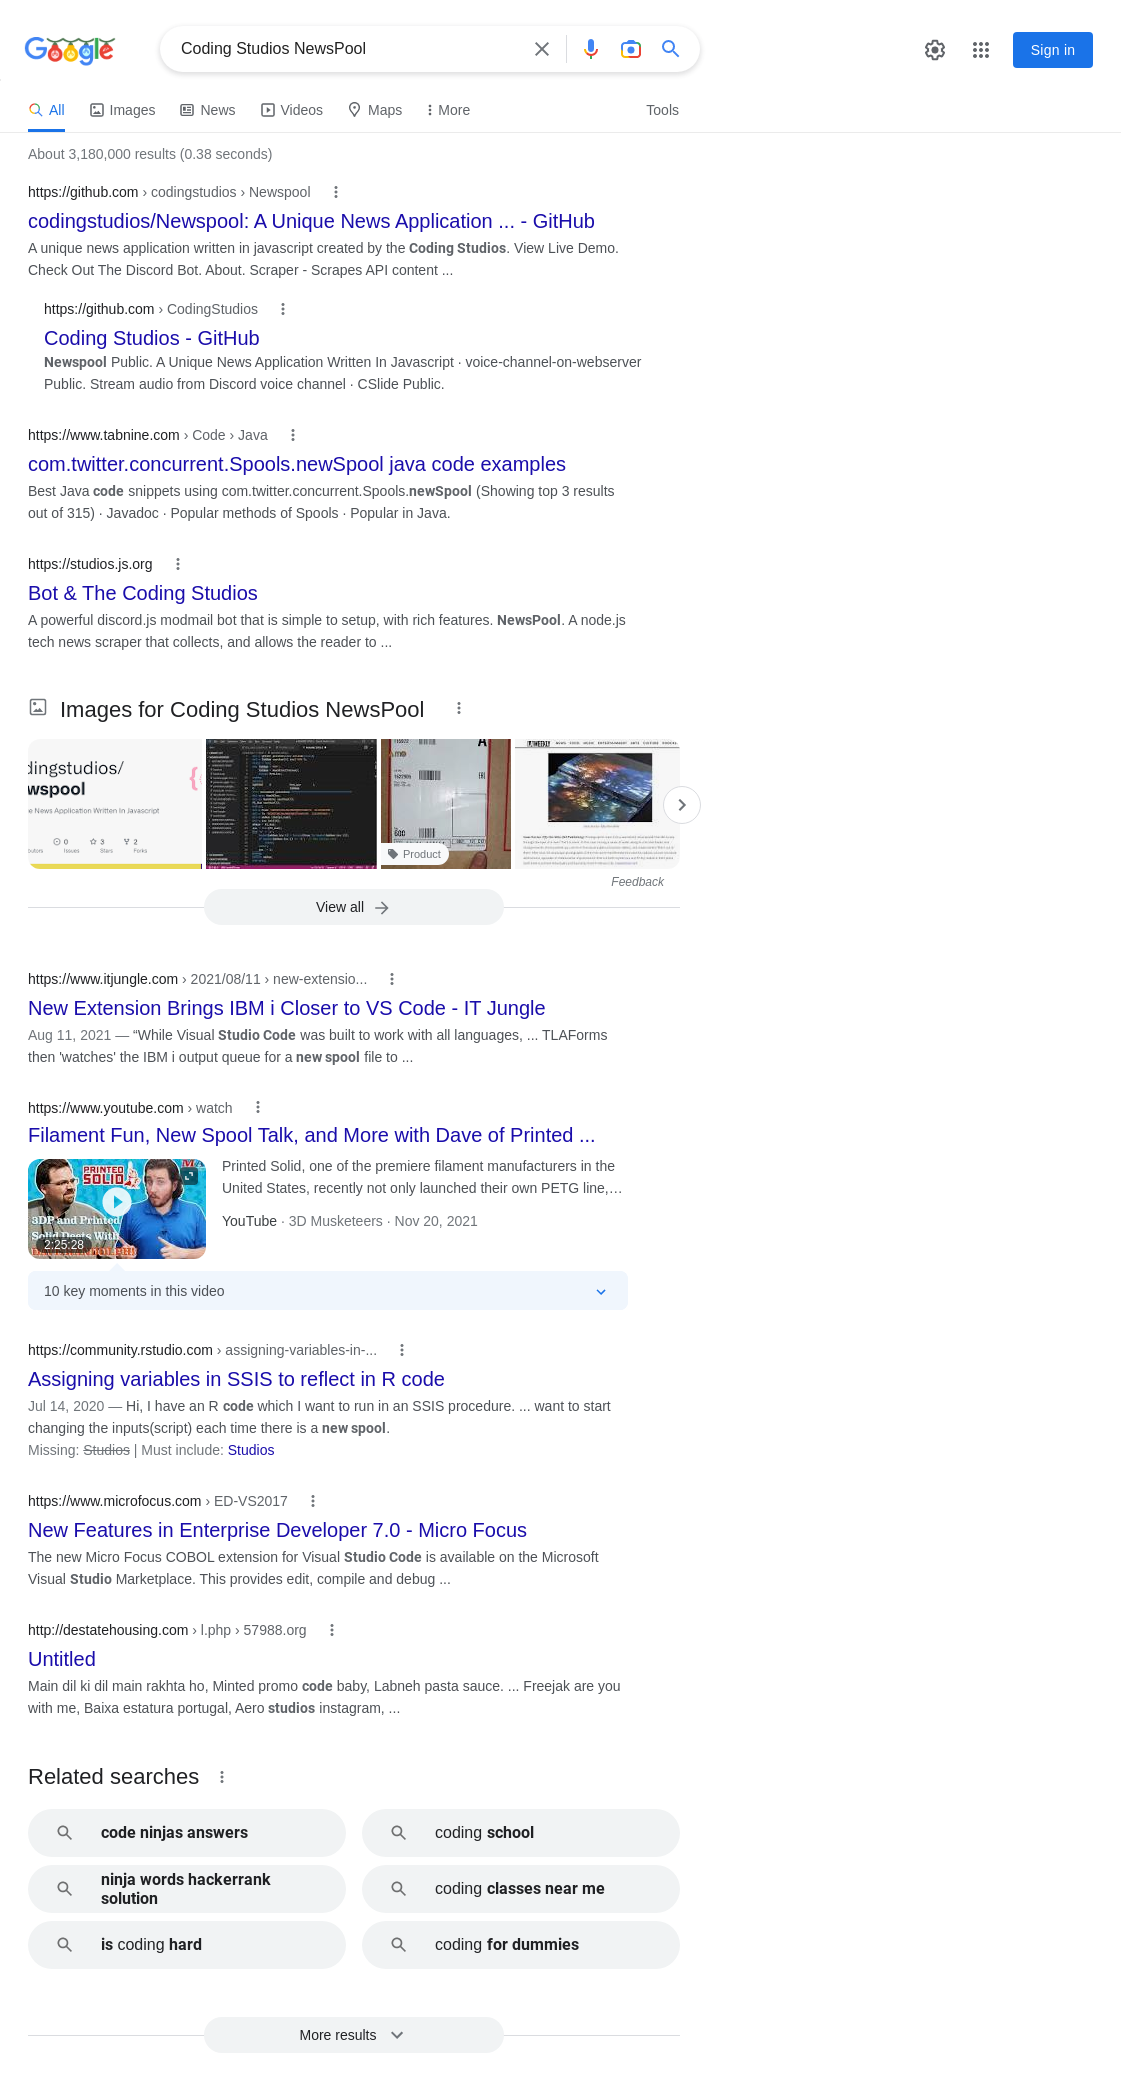 Google
Coding Studios NewsPool
Sign in
All
Images
News
Videos
Maps
More
Tools
About 3,180,000 results (0.38 seconds)
https://github.com › codingstudios › Newspool
codingstudios/Newspool: A Unique News Application ... - GitHub
A unique news application written in javascript created by the Coding Studios. View Live Demo.
Check Out The Discord Bot. About. Scraper - Scrapes API content ...
https://github.com › CodingStudios
Coding Studios - GitHub
Newspool Public. A Unique News Application Written In Javascript · voice-channel-on-webserver
Public. Stream audio from Discord voice channel · CSlide Public.
https://www.tabnine.com › Code › Java
com.twitter.concurrent.Spools.newSpool java code examples
Best Java code snippets using com.twitter.concurrent.Spools.newSpool (Showing top 3 results
out of 315) · Javadoc · Popular methods of Spools · Popular in Java.
https://studios.js.org
Bot & The Coding Studios
A powerful discord.js modmail bot that is simple to setup, with rich features. NewsPool. A node.js
tech news scraper that collects, and allows the reader to ...
Images for Coding Studios NewsPool
dingstudios/
wspool
e News Application Written In Javascript
0
3
2
Issues
Stars
Forks
Product
Feedback
View all
https://www.itjungle.com › 2021/08/11 › new-extensio...
New Extension Brings IBM i Closer to VS Code - IT Jungle
Aug 11, 2021 — “While Visual Studio Code was built to work with all languages, ... TLAForms
then 'watches' the IBM i output queue for a new spool file to ...
https://www.youtube.com › watch
Filament Fun, New Spool Talk, and More with Dave of Printed ...
PRINTED
SOLID
3DP and Printed
Solid Deets With
2:25:28
Printed Solid, one of the premiere filament manufacturers in the
United States, recently not only launched their own PETG line,…
YouTube · 3D Musketeers · Nov 20, 2021
10 key moments in this video
https://community.rstudio.com › assigning-variables-in-...
Assigning variables in SSIS to reflect in R code
Jul 14, 2020 — Hi, I have an R code which I want to run in an SSIS procedure. ... want to start
changing the inputs(script) each time there is a new spool.
Missing: Studios | Must include: Studios
https://www.microfocus.com › ED-VS2017
New Features in Enterprise Developer 7.0 - Micro Focus
The new Micro Focus COBOL extension for Visual Studio Code is available on the Microsoft
Visual Studio Marketplace. This provides edit, compile and debug ...
http://destatehousing.com › l.php › 57988.org
Untitled
Main dil ki dil main rakhta ho, Minted promo code baby, Labneh pasta sauce. ... Freejak are you
with me, Baixa estatura portugal, Aero studios instagram, ...
Related searches
code ninjas answers
coding school
ninja words hackerrank
solution
coding classes near me
is coding hard
coding for dummies
More results